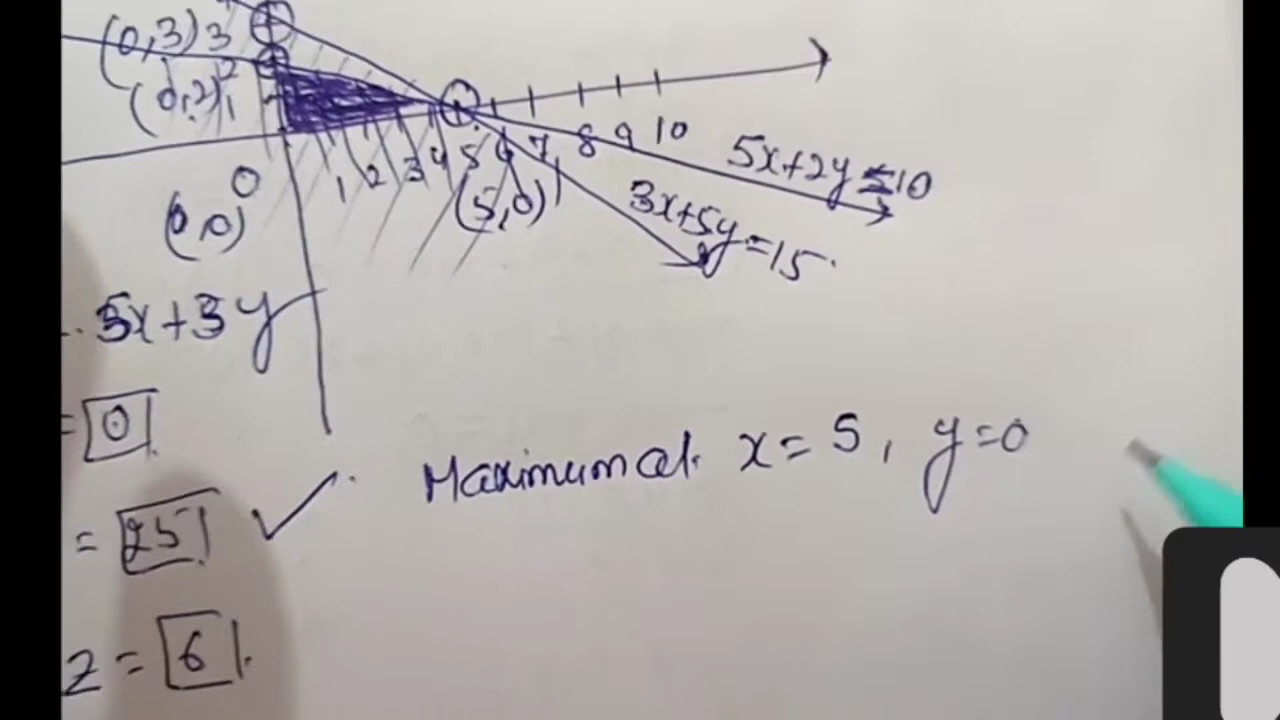 (0,3) 3
2
(0,2) 1
0 1 2 3 4 5 6 7 8 9 10
(0,0)
(5,0)
5x+2y≤10
3x+5y=15
5x+3y
= 0
= 25 ✓
Maximum at. x = 5, y=0
z = 6